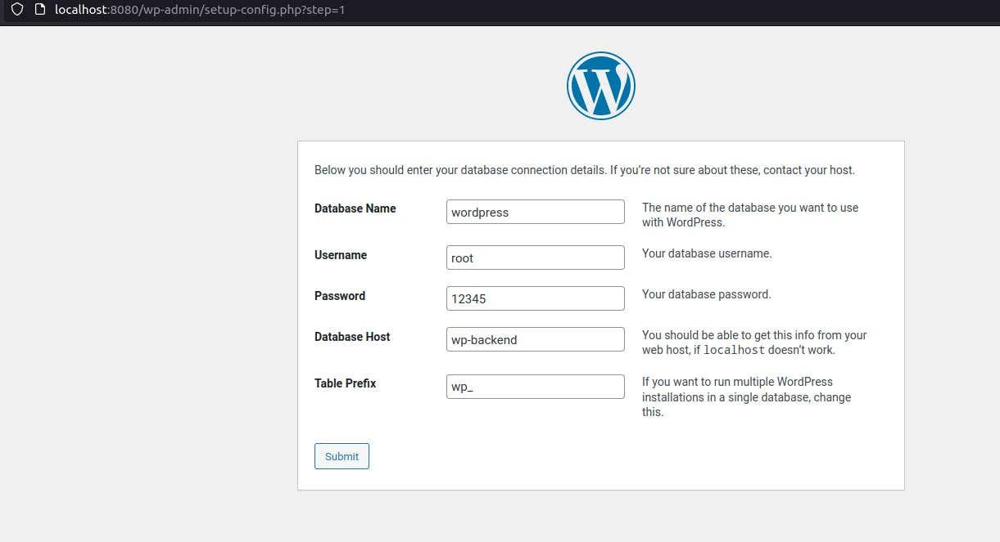 localhost:8080/wp-admin/setup-config.php?step=1
W
Below you should enter your database connection details. If you’re not sure about these, contact your host.
Database Name
wordpress
The name of the database you want to use
with WordPress.
Username
root
Your database username.
Password
12345
Your database password.
Database Host
wp-backend
You should be able to get this info from your
web host, if localhost doesn’t work.
Table Prefix
wp_
If you want to run multiple WordPress
installations in a single database, change
this.
Submit